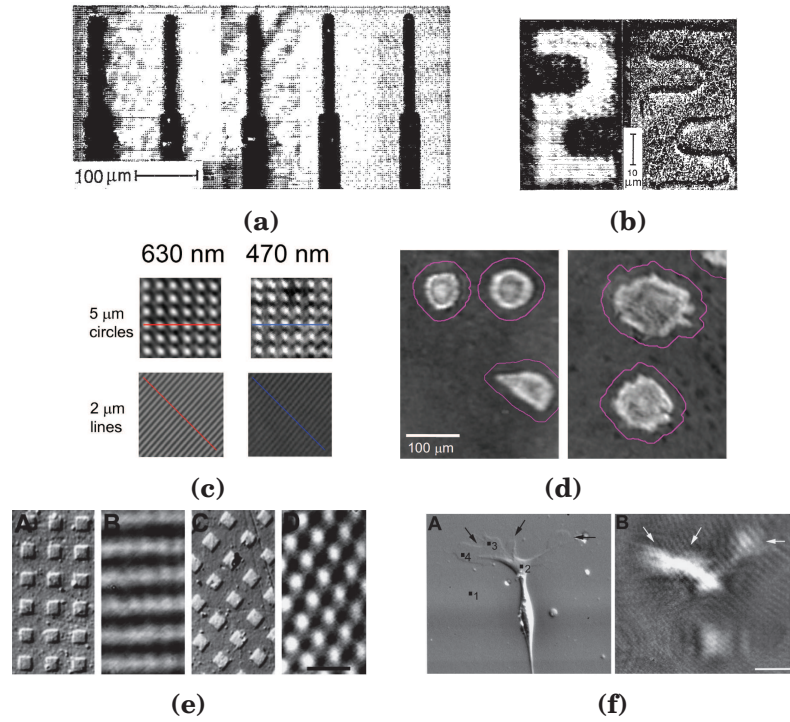 100 μm
10
μm
(a)
(b)
630 nm 470 nm
5 μm
circles
2 μm
lines
100 μm
(c)
(d)
A B C D
A
3
4
2
1
B
(e)
(f)